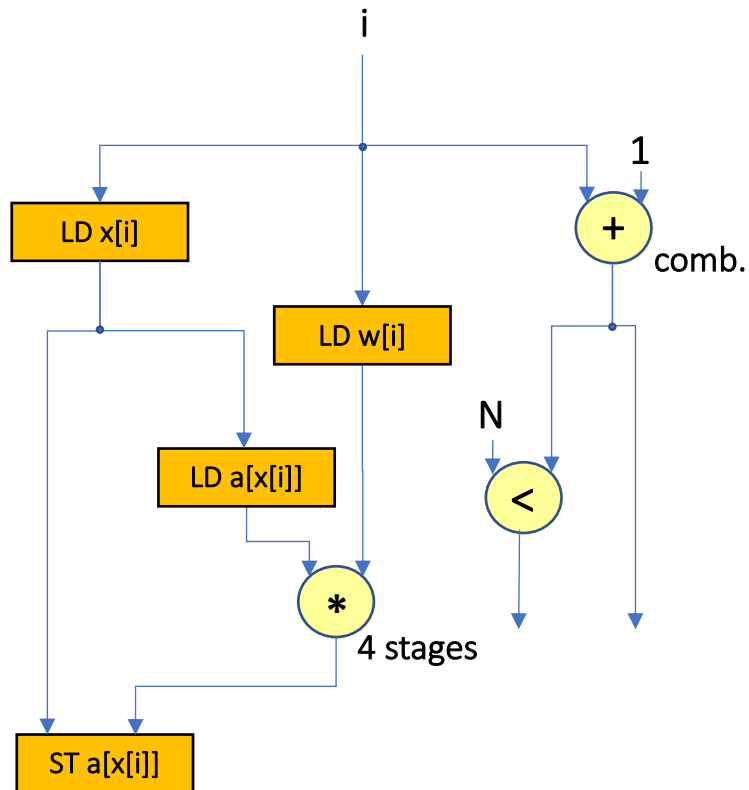 i
1
LD x[i]
+
comb.
LD w[i]
N
LD a[x[i]]
<
*
4 stages
ST a[x[i]]